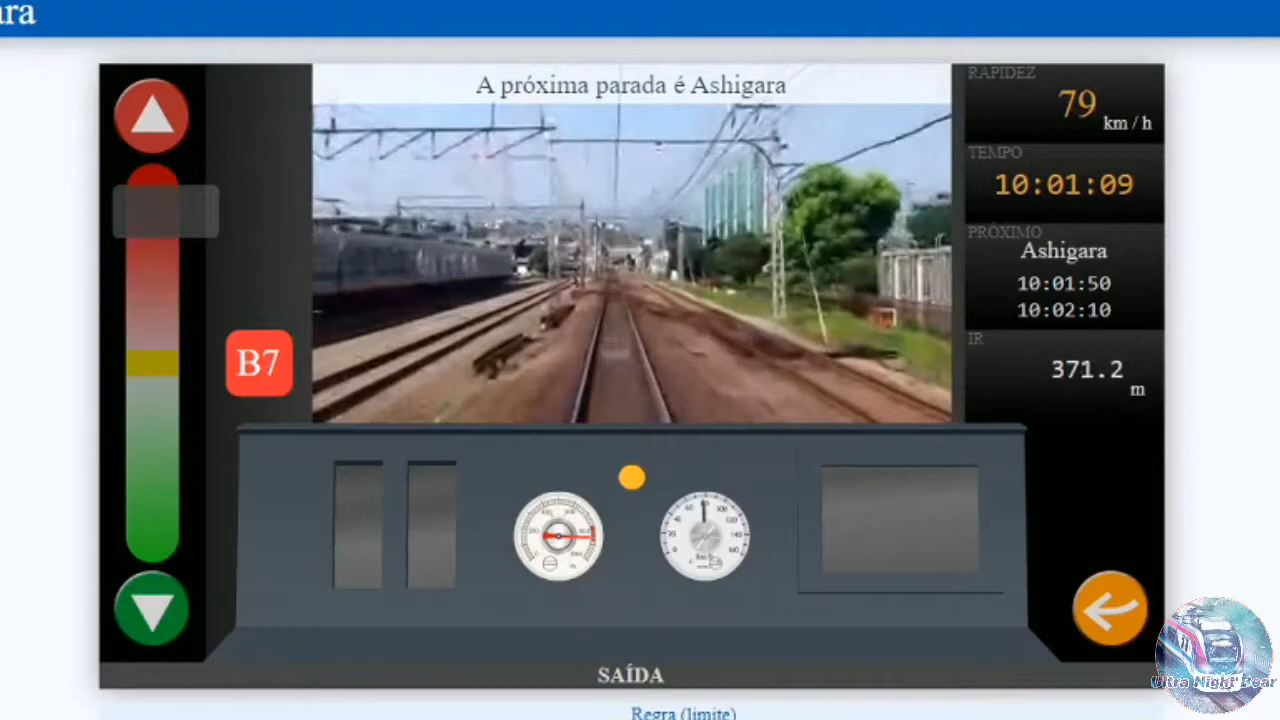 ara
A próxima parada é Ashigara
RAPIDEZ
79
km / h
TEMPO
10:01:09
PRÓXIMO
Ashigara
10:01:50
10:02:10
IR
371.2
m
B7
SAÍDA
Regra (limite)
Ultra Night Bear